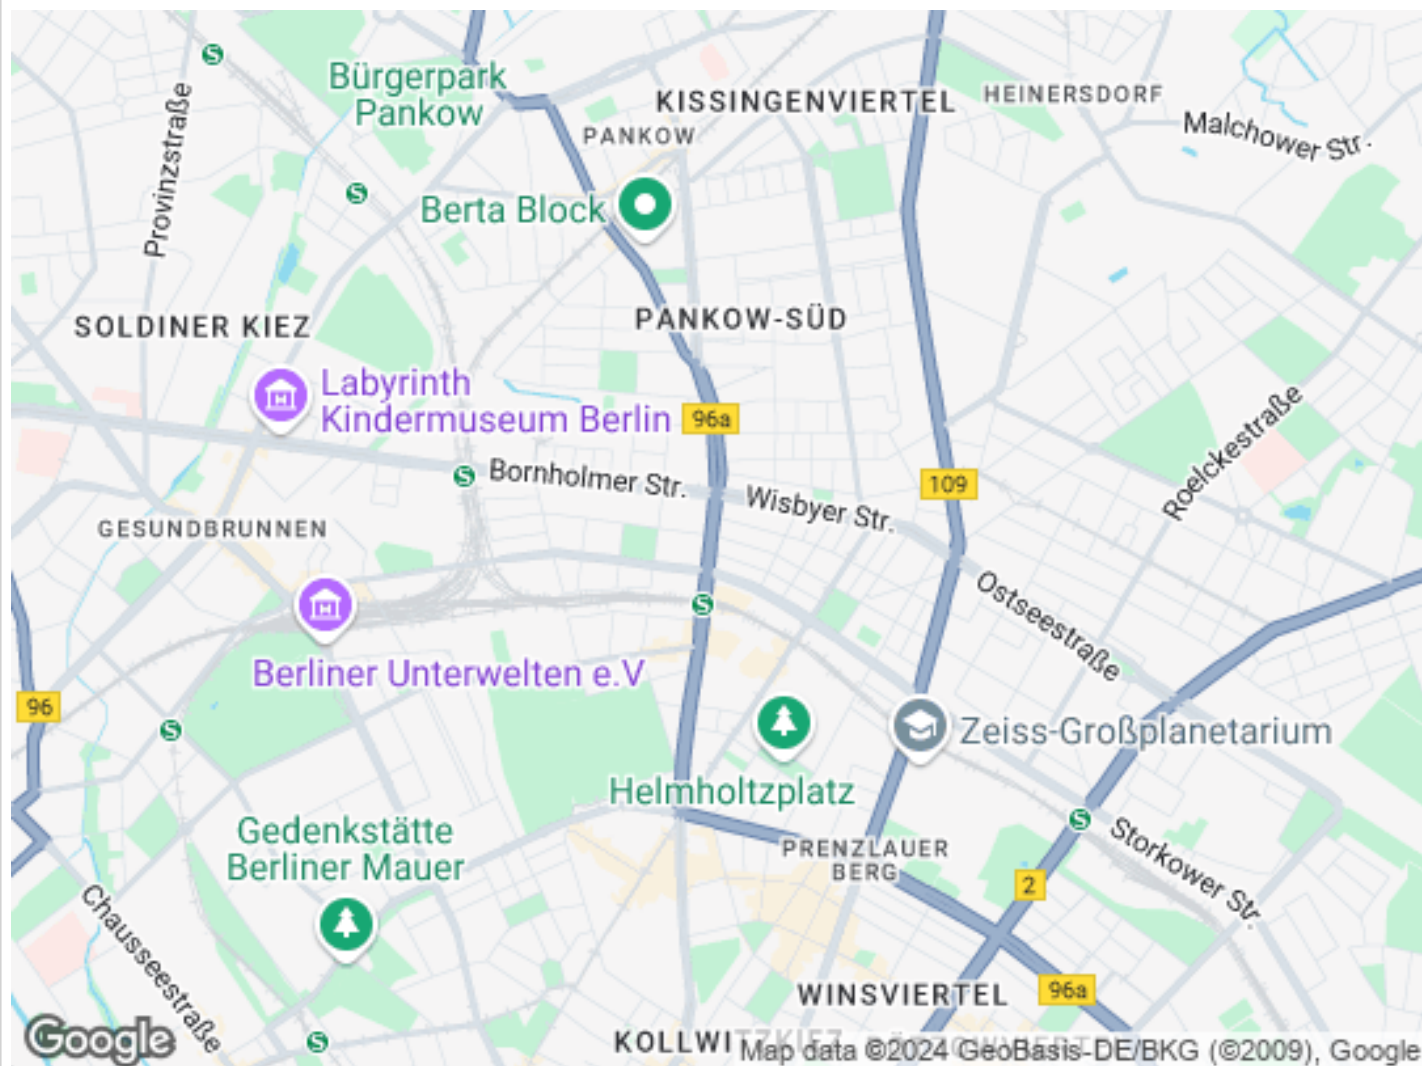 S
Bürgerpark
Pankow
KISSINGENVIERTEL
HEINERSDORF
Provinzstraße
PANKOW
Malchower Str.
S
Berta Block
SOLDINER KIEZ
PANKOW-SÜD
Labyrinth
Kindermuseum Berlin
96a
Roelckestraße
S
Bornholmer Str.
Wisbyer Str.
109
GESUNDBRUNNEN
Ostseestraße
S
Berliner Unterwelten e.V
96
S
Zeiss-Großplanetarium
Helmholtzplatz
S
Gedenkstätte
Berliner Mauer
PRENZLAUER
BERG
Storkower Str.
2
Chausseestraße
WINSVIERTEL
96a
Google
S
KOLLWITZKIEZ
Map data ©2024 GeoBasis-DE/BKG (©2009), Google